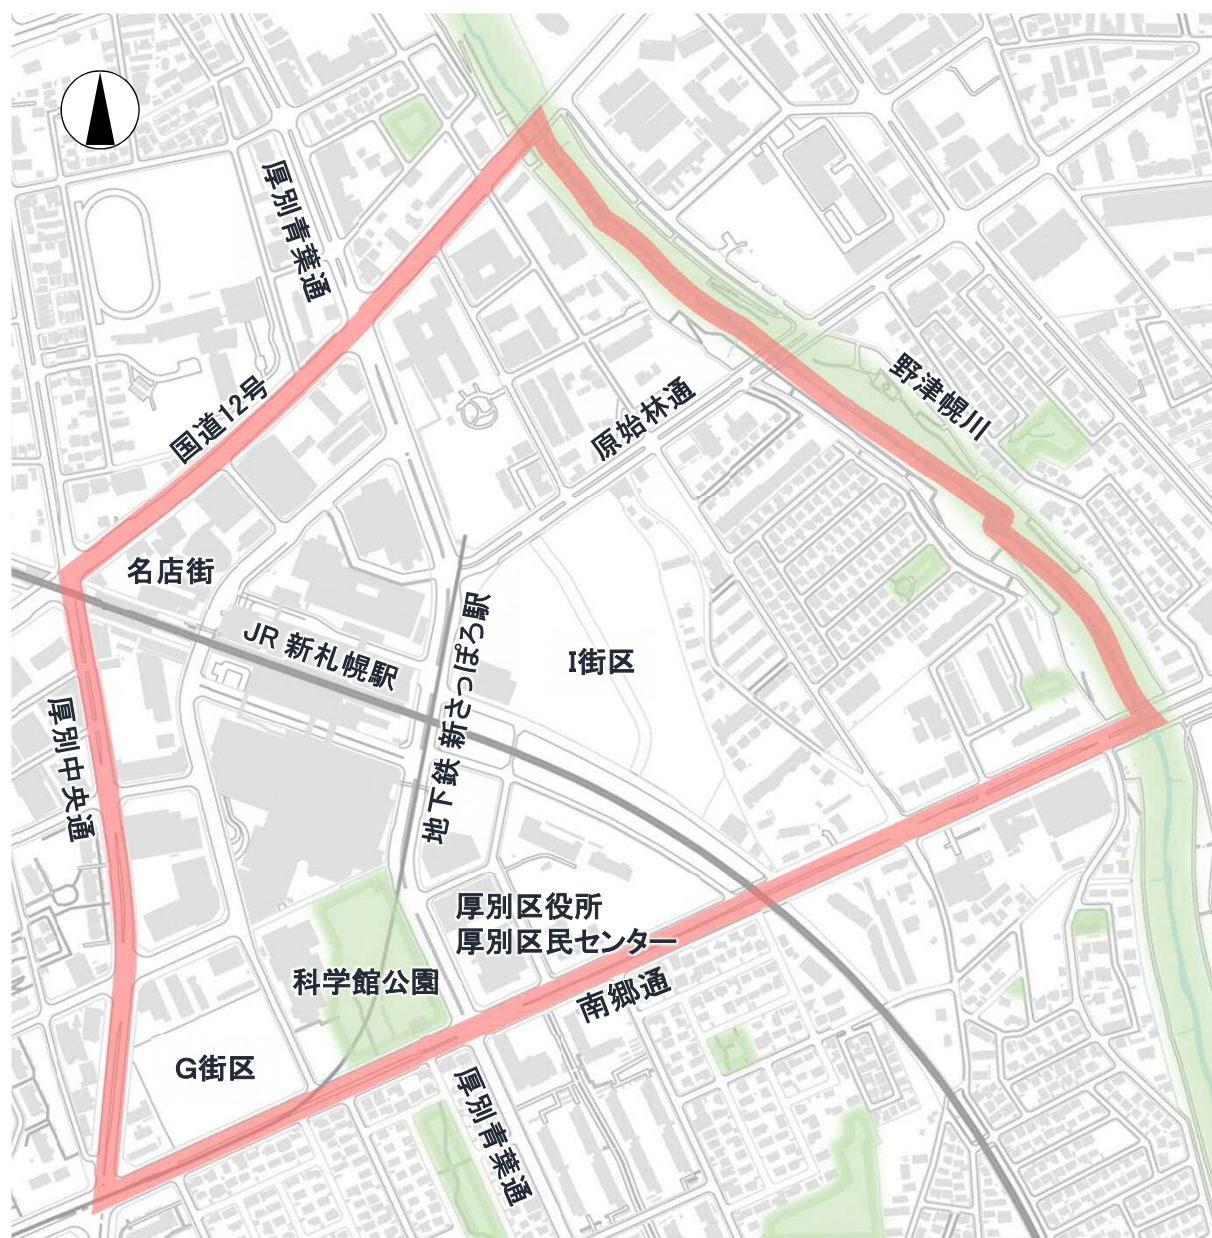 厚別青葉通
野津幌川
国道12号
原始林通
名店街
JR 新札幌駅
地下鉄 新さっぽろ駅
I街区
厚別中央通
厚別区役所
厚別区民センター
科学館公園
南郷通
G街区
厚別青葉通